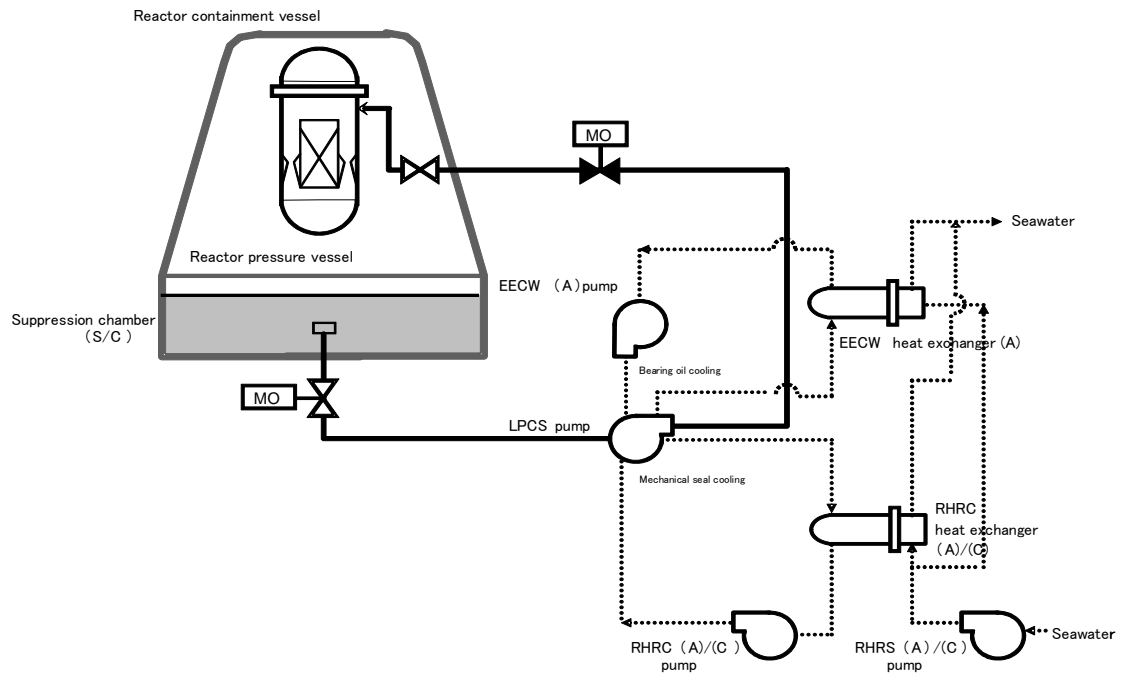 Reactor containment vessel
MO
Seawater
Reactor pressure vessel
EECW (A)pump
Suppression chamber
(S/C)
EECW heat exchanger(A)
Bearing oil cooling
MO
LPCS pump
Mechanical seal cooling
RHRC
heat exchanger
(A)/(C)
RHRC (A)/(C)
pump
RHRS (A)/(C)
pump
Seawater